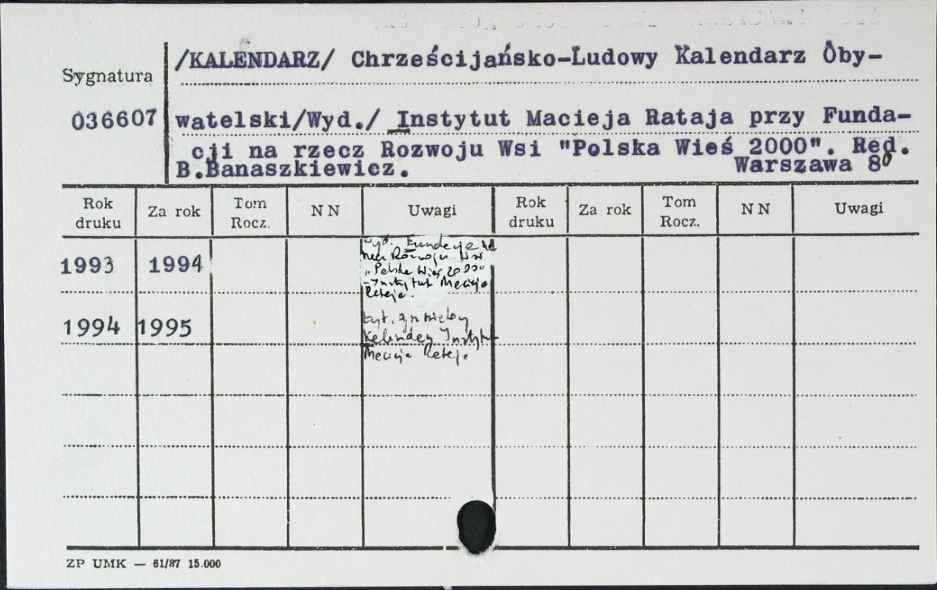 /KALENDARZ/ Chrześcijańsko-Ludowy Kalendarz Oby-
Sygnatura
036607 watelski/Wyd./ Instytut Macieja Rataja przy Funda-
cji na rzecz Rozwoju Wsi "Polska Wieś 2000". Red.
B.Banaszkiewicz. Warszawa 8°
Rok druku Za rok Tom Rocz. NN Uwagi Rok druku Za rok Tom Rocz. NN Uwagi
1993 1994
Wyd. Fundacja na
rzecz Rozwoju Wsi
"Polska Wieś 2000"
- Instytut Macieja
Rataja.
1994 1995
tyt.
Kalendarz Instytut
Macieja Rataja
ZP UMK — 61/87 15.000